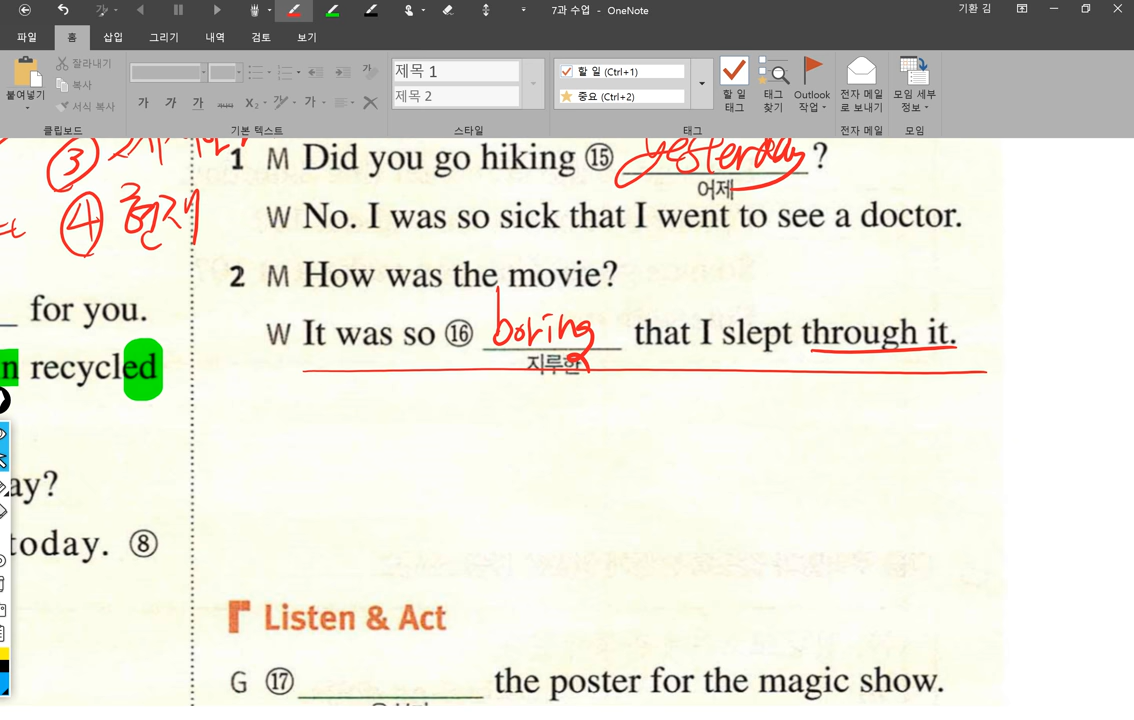 7과 수업 - OneNote
기환 김
파일 홈 삽입 그리기 내역 검토 보기
붙여넣기
잘라내기
복사
서식 복사
클립보드
가 가 가 abc X₂ 가 가
기본 텍스트
제목 1
제목 2
스타일
할 일 (Ctrl+1)
중요 (Ctrl+2)
할 일 태그
태그 찾기
Outlook 작업
태그
전자 메일로 보내기
전자 메일
모임 세부 정보
모임
③
④ 현재
for you.
n recycled
ay?
today. ⑧
1 M Did you go hiking ⑮ yesterday ?
어제
W No. I was so sick that I went to see a doctor.
2 M How was the movie?
W It was so ⑯ boring that I slept through it.
지루한
Listen & Act
G ⑰ the poster for the magic show.